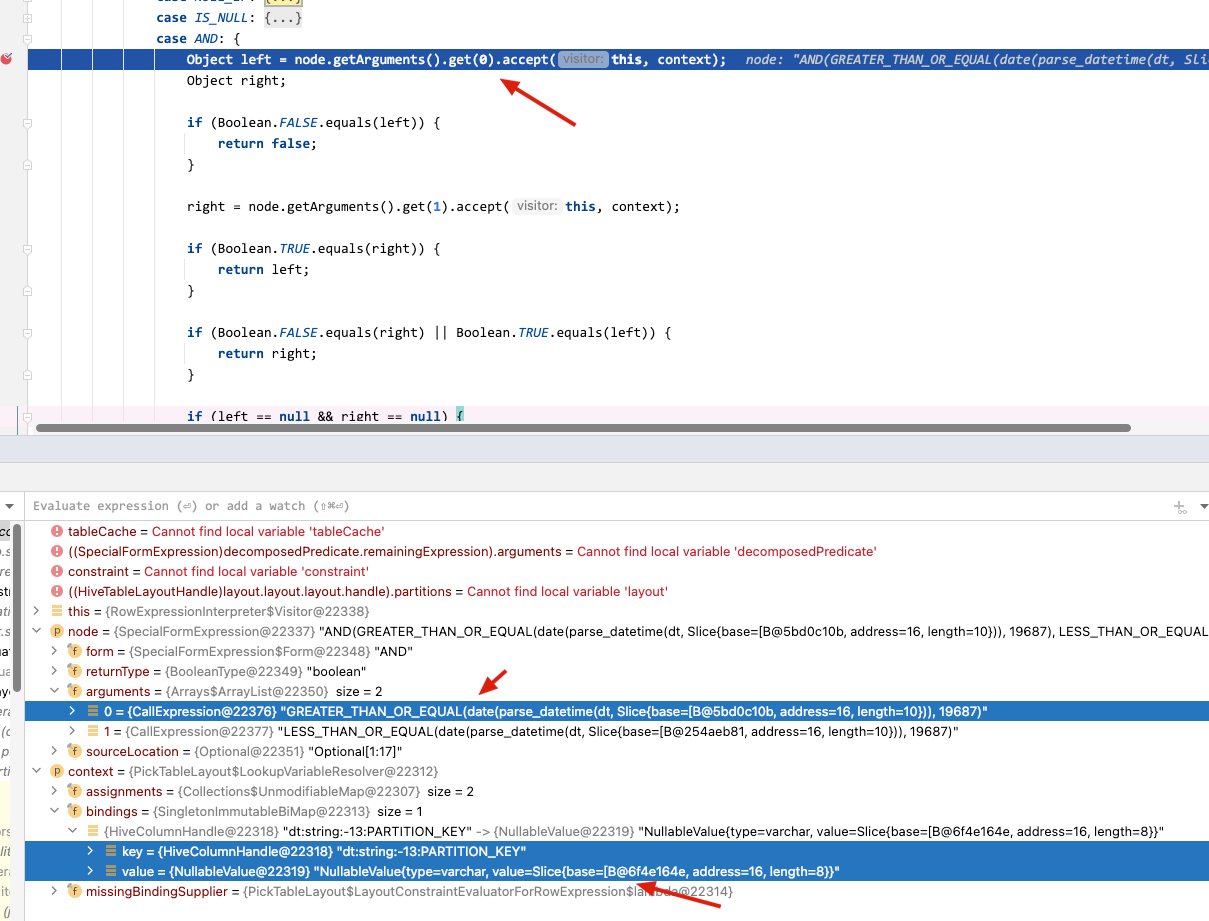 case IS_NULL: {...}
case AND: {
Object left = node.getArguments().get(0).accept( visitor: this, context); node: "AND(GREATER_THAN_OR_EQUAL(date(parse_datetime(dt, Slic
Object right;
if (Boolean.FALSE.equals(left)) {
return false;
}
right = node.getArguments().get(1).accept( visitor: this, context);
if (Boolean.TRUE.equals(right)) {
return left;
}
if (Boolean.FALSE.equals(right) || Boolean.TRUE.equals(left)) {
return right;
}
if (left == null && right == null) {
Evaluate expression (⏎) or add a watch (⇧⌘⏎)
tableCache = Cannot find local variable 'tableCache'
((SpecialFormExpression)decomposedPredicate.remainingExpression).arguments = Cannot find local variable 'decomposedPredicate'
constraint = Cannot find local variable 'constraint'
((HiveTableLayoutHandle)layout.layout.layout.handle).partitions = Cannot find local variable 'layout'
this = {RowExpressionInterpreter$Visitor@22338}
node = {SpecialFormExpression@22337} "AND(GREATER_THAN_OR_EQUAL(date(parse_datetime(dt, Slice{base=[B@5bd0c10b, address=16, length=10})), 19687), LESS_THAN_OR_EQUAL
form = {SpecialFormExpression$Form@22348} "AND"
returnType = {BooleanType@22349} "boolean"
arguments = {Arrays$ArrayList@22350} size = 2
0 = {CallExpression@22376} "GREATER_THAN_OR_EQUAL(date(parse_datetime(dt, Slice{base=[B@5bd0c10b, address=16, length=10})), 19687)"
1 = {CallExpression@22377} "LESS_THAN_OR_EQUAL(date(parse_datetime(dt, Slice{base=[B@254aeb81, address=16, length=10})), 19687)"
sourceLocation = {Optional@22351} "Optional[1:17]"
context = {PickTableLayout$LookupVariableResolver@22312}
assignments = {Collections$UnmodifiableMap@22307} size = 2
bindings = {SingletonImmutableBiMap@22313} size = 1
{HiveColumnHandle@22318} "dt:string:-13:PARTITION_KEY" -> {NullableValue@22319} "NullableValue{type=varchar, value=Slice{base=[B@6f4e164e, address=16, length=8}}"
key = {HiveColumnHandle@22318} "dt:string:-13:PARTITION_KEY"
value = {NullableValue@22319} "NullableValue{type=varchar, value=Slice{base=[B@6f4e164e, address=16, length=8}}"
missingBindingSupplier = {PickTableLayout$LayoutConstraintEvaluatorForRowExpression$lambda@22314}